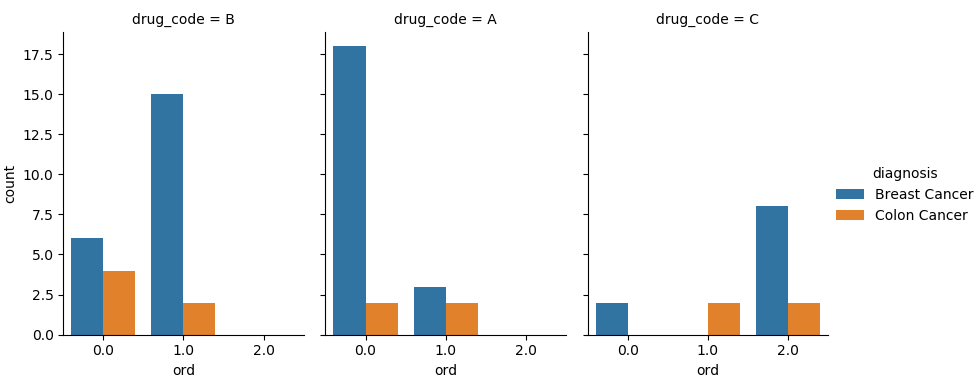 drug_code = B
drug_code = A
drug_code = C
17.5
15.0
12.5
10.0
7.5
5.0
2.5
0.0
count
0.0 1.0 2.0
ord
0.0 1.0 2.0
ord
0.0 1.0 2.0
ord
diagnosis
Breast Cancer
Colon Cancer